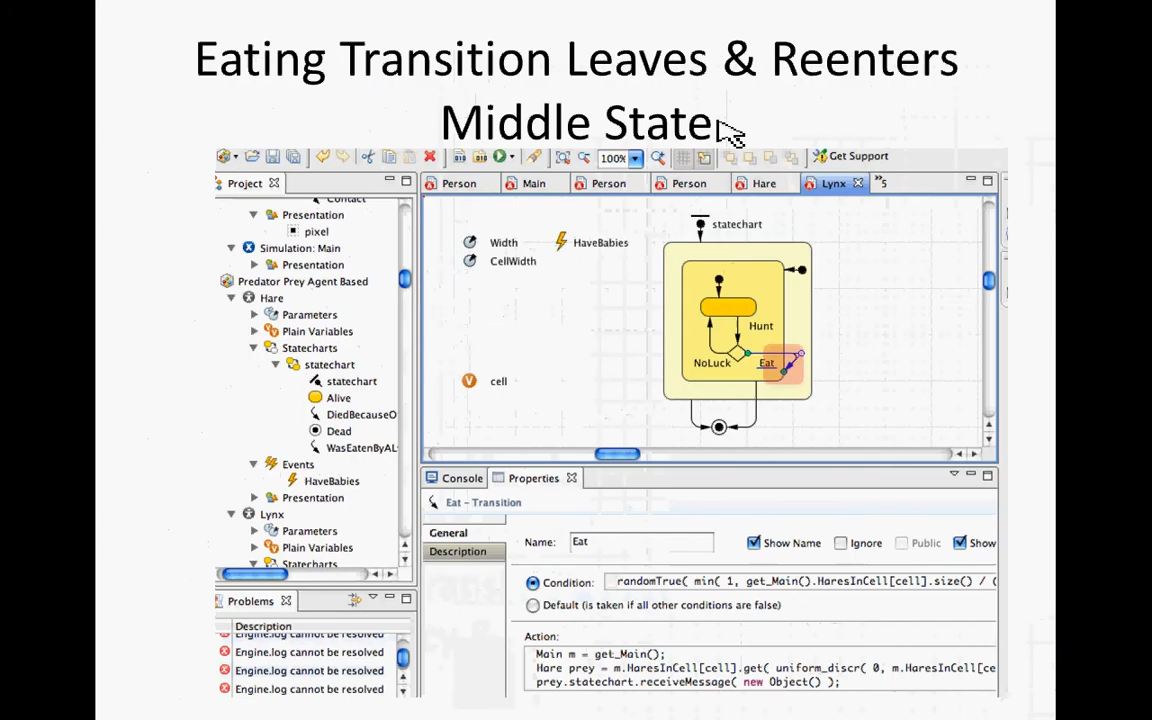 Eating Transition Leaves & Reenters
Middle State
100%
Get Support
Project
Person
Main
Person
Person
Hare
Lynx
»5
Contact
Presentation
pixel
Simulation: Main
Presentation
Predator Prey Agent Based
Hare
Parameters
Plain Variables
Statecharts
statechart
statechart
Alive
DiedBecauseO
Dead
WasEatenByAL
Events
HaveBabies
Presentation
Lynx
Parameters
Plain Variables
Statecharts
Width
HaveBabies
CellWidth
cell
statechart
Hunt
NoLuck
Eat
Console
Properties
Eat – Transition
General
Description
Name:
Eat
Show Name
Ignore
Public
Show
Condition:
randomTrue( min( 1, get_Main().HaresInCell[cell].size() / (
Default (is taken if all other conditions are false)
Action:
Main m = get_Main();
Hare prey = m.HaresInCell[cell].get( uniform_discr( 0, m.HaresInCell[ce
prey.statechart.receiveMessage( new Object() );
Problems
Description
Engine.log cannot be resolved
Engine.log cannot be resolved
Engine.log cannot be resolved
Engine.log cannot be resolved